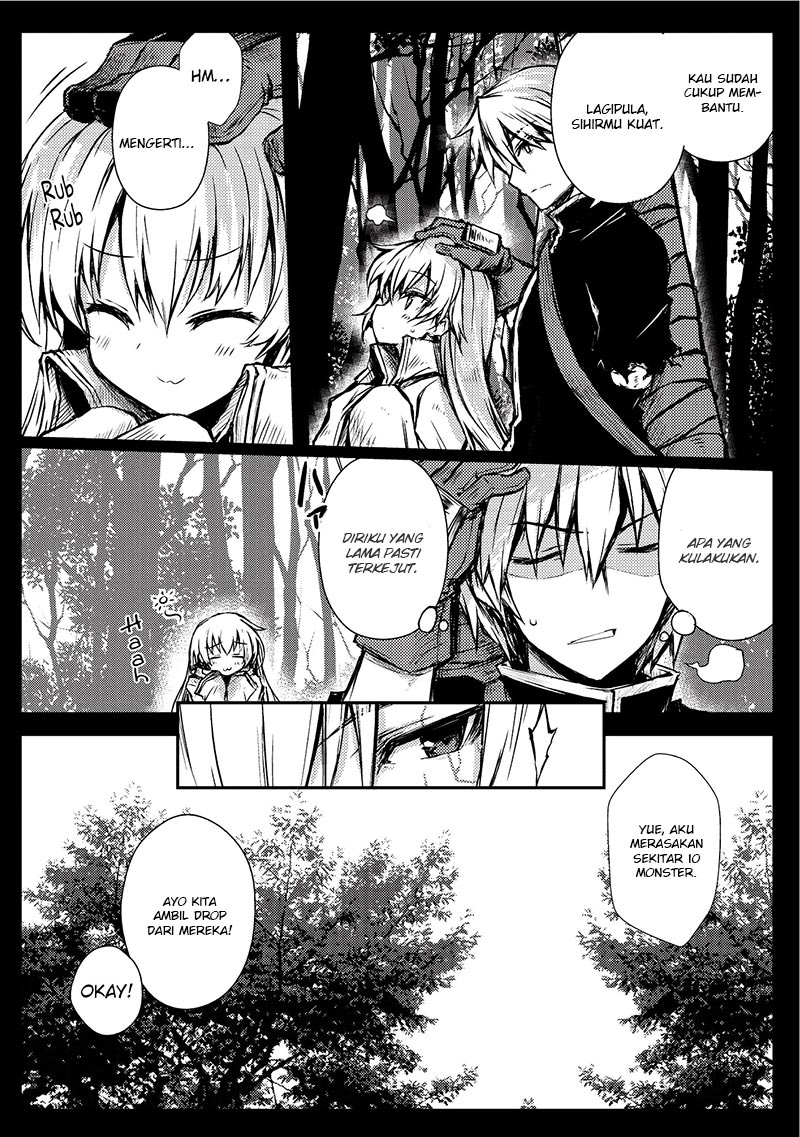 KAU SUDAH
CUKUP MEM-
BANTU.
LAGIPULA,
SIHIRMU KUAT.
HM...
MENGERTI...
Rub
Rub
APA YANG
KULAKUKAN.
DIRIKU YANG
LAMA PASTI
TERKEJUT.
Haaah
YUE, AKU
MERASAKAN
SEKITAR 10
MONSTER.
AYO KITA
AMBIL DROP
DARI MEREKA!
OKAY!